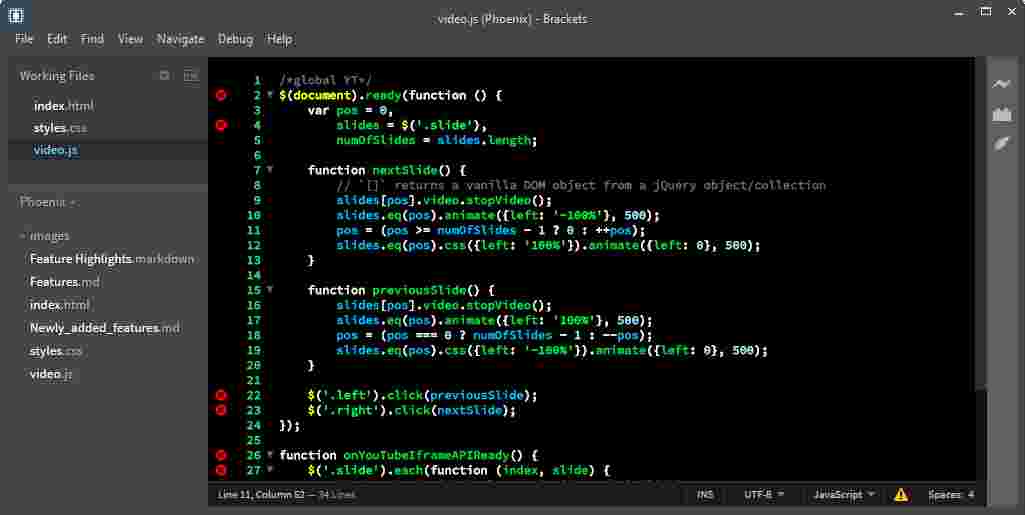 video.js (Phoenix) - Brackets
File Edit Find View Navigate Debug Help
Working Files
index.html
styles.css
video.js
Phoenix
images
Feature Highlights.markdown
Features.md
index.html
Newly_added_features.md
styles.css
video.js
1 /*global YT*/
2 $(document).ready(function () {
3 var pos = 0,
4 slides = $('.slide'),
5 numOfSlides = slides.length;
6
7 function nextSlide() {
8 // `[]` returns a vanilla DOM object from a jQuery object/collection
9 slides[pos].video.stopVideo();
10 slides.eq(pos).animate({left: '-100%'}, 500);
11 pos = (pos >= numOfSlides - 1 ? 0 : ++pos);
12 slides.eq(pos).css({left: '100%'}).animate({left: 0}, 500);
13 }
14
15 function previousSlide() {
16 slides[pos].video.stopVideo();
17 slides.eq(pos).animate({left: '100%'}, 500);
18 pos = (pos === 0 ? numOfSlides - 1 : --pos);
19 slides.eq(pos).css({left: '-100%'}).animate({left: 0}, 500);
20 }
21
22 $('.left').click(previousSlide);
23 $('.right').click(nextSlide);
24 });
25
26 function onYouTubeIframeAPIReady() {
27 $('.slide').each(function (index, slide) {
Line 11, Column 52 — 34 Lines
INS UTF-8 JavaScript Spaces: 4